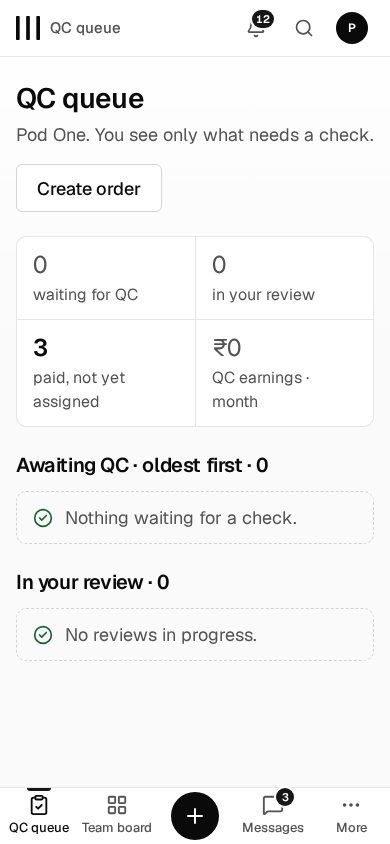 QC queue
12
P
QC queue
Pod One. You see only what needs a check.
Create order
0
waiting for QC
0
in your review
3
paid, not yet
assigned
₹0
QC earnings ·
month
Awaiting QC · oldest first · 0
Nothing waiting for a check.
In your review · 0
No reviews in progress.
QC queue
Team board
3
Messages
More